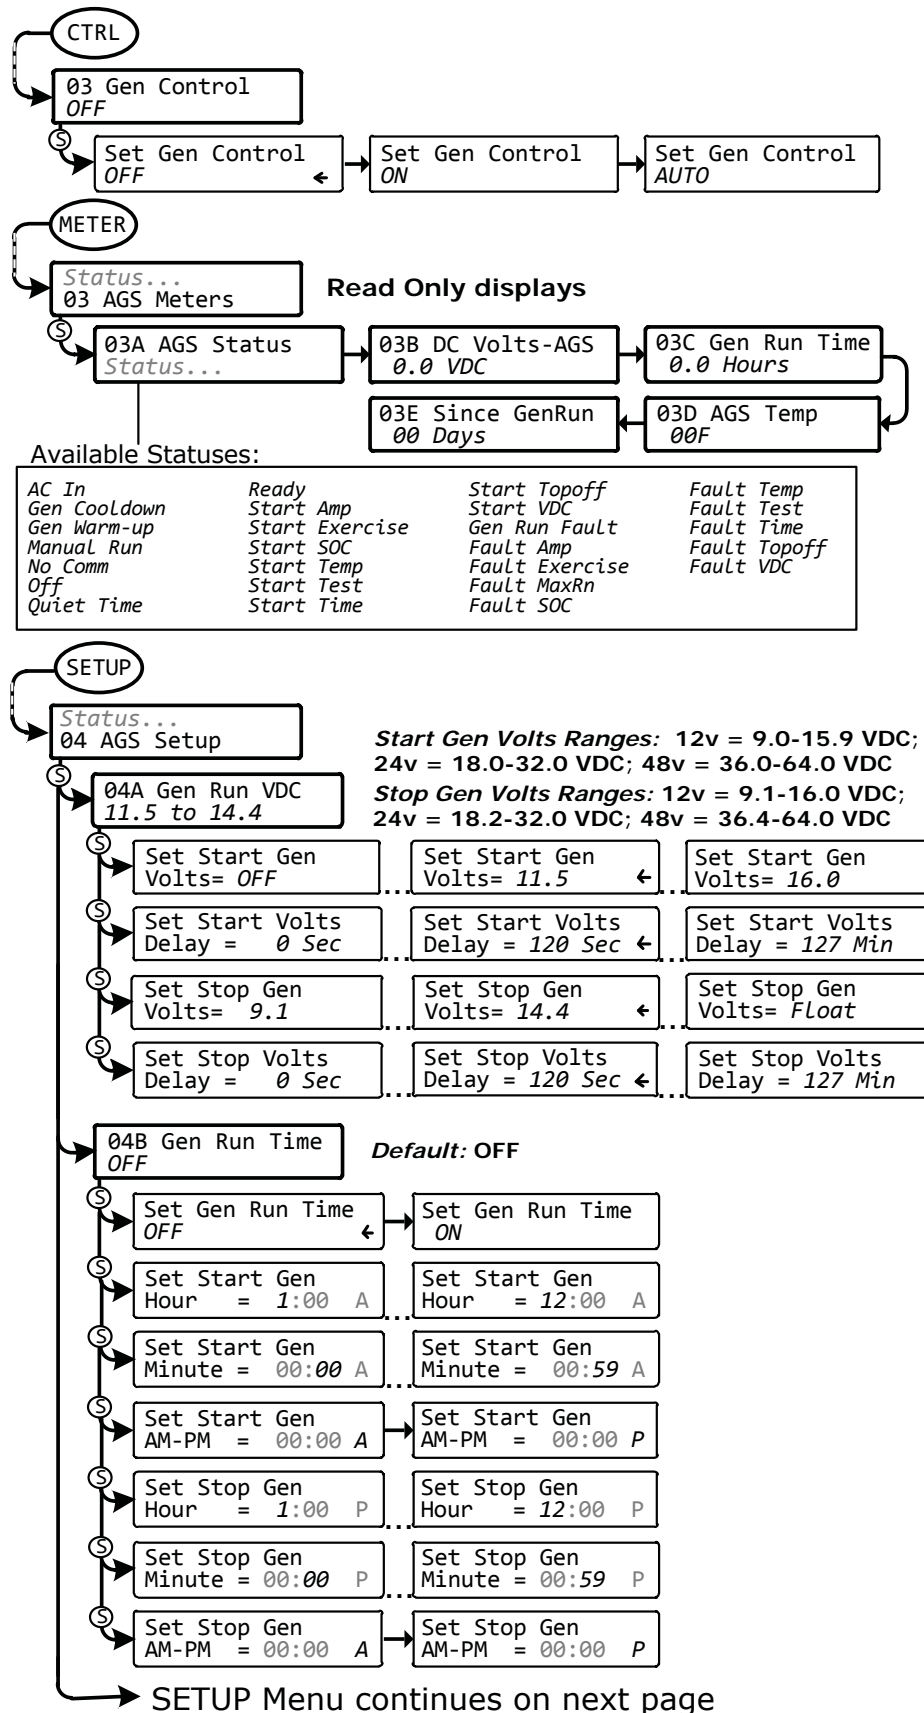 CTRL
03 Gen Control
OFF
S
Set Gen Control
OFF ←
Set Gen Control
ON
Set Gen Control
AUTO
METER
Status...
03 AGS Meters
Read Only displays
S
03A AGS Status
Status...
03B DC Volts-AGS
0.0 VDC
03C Gen Run Time
0.0 Hours
03E Since GenRun
00 Days
03D AGS Temp
00F
Available Statuses:
AC In
Gen Cooldown
Gen Warm-up
Manual Run
No Comm
Off
Quiet Time
Ready
Start Amp
Start Exercise
Start SOC
Start Temp
Start Test
Start Time
Start Topoff
Start VDC
Gen Run Fault
Fault Amp
Fault Exercise
Fault MaxRn
Fault SOC
Fault Temp
Fault Test
Fault Time
Fault Topoff
Fault VDC
SETUP
Status...
04 AGS Setup
Start Gen Volts Ranges: 12v = 9.0-15.9 VDC;
24v = 18.0-32.0 VDC; 48v = 36.0-64.0 VDC
Stop Gen Volts Ranges: 12v = 9.1-16.0 VDC;
24v = 18.2-32.0 VDC; 48v = 36.4-64.0 VDC
S
04A Gen Run VDC
11.5 to 14.4
S
Set Start Gen
Volts= OFF
...
Set Start Gen
Volts= 11.5 ←
...
Set Start Gen
Volts= 16.0
S
Set Start Volts
Delay = 0 Sec
...
Set Start Volts
Delay = 120 Sec ←
...
Set Start Volts
Delay = 127 Min
S
Set Stop Gen
Volts= 9.1
...
Set Stop Gen
Volts= 14.4 ←
...
Set Stop Gen
Volts= Float
S
Set Stop Volts
Delay = 0 Sec
...
Set Stop Volts
Delay = 120 Sec ←
...
Set Stop Volts
Delay = 127 Min
04B Gen Run Time
OFF
Default: OFF
S
Set Gen Run Time
OFF ←
Set Gen Run Time
ON
S
Set Start Gen
Hour = 1:00 A
...
Set Start Gen
Hour = 12:00 A
S
Set Start Gen
Minute = 00:00 A
...
Set Start Gen
Minute = 00:59 A
S
Set Start Gen
AM-PM = 00:00 A
Set Start Gen
AM-PM = 00:00 P
S
Set Stop Gen
Hour = 1:00 P
...
Set Stop Gen
Hour = 12:00 P
S
Set Stop Gen
Minute = 00:00 P
...
Set Stop Gen
Minute = 00:59 P
S
Set Stop Gen
AM-PM = 00:00 A
Set Stop Gen
AM-PM = 00:00 P
SETUP Menu continues on next page